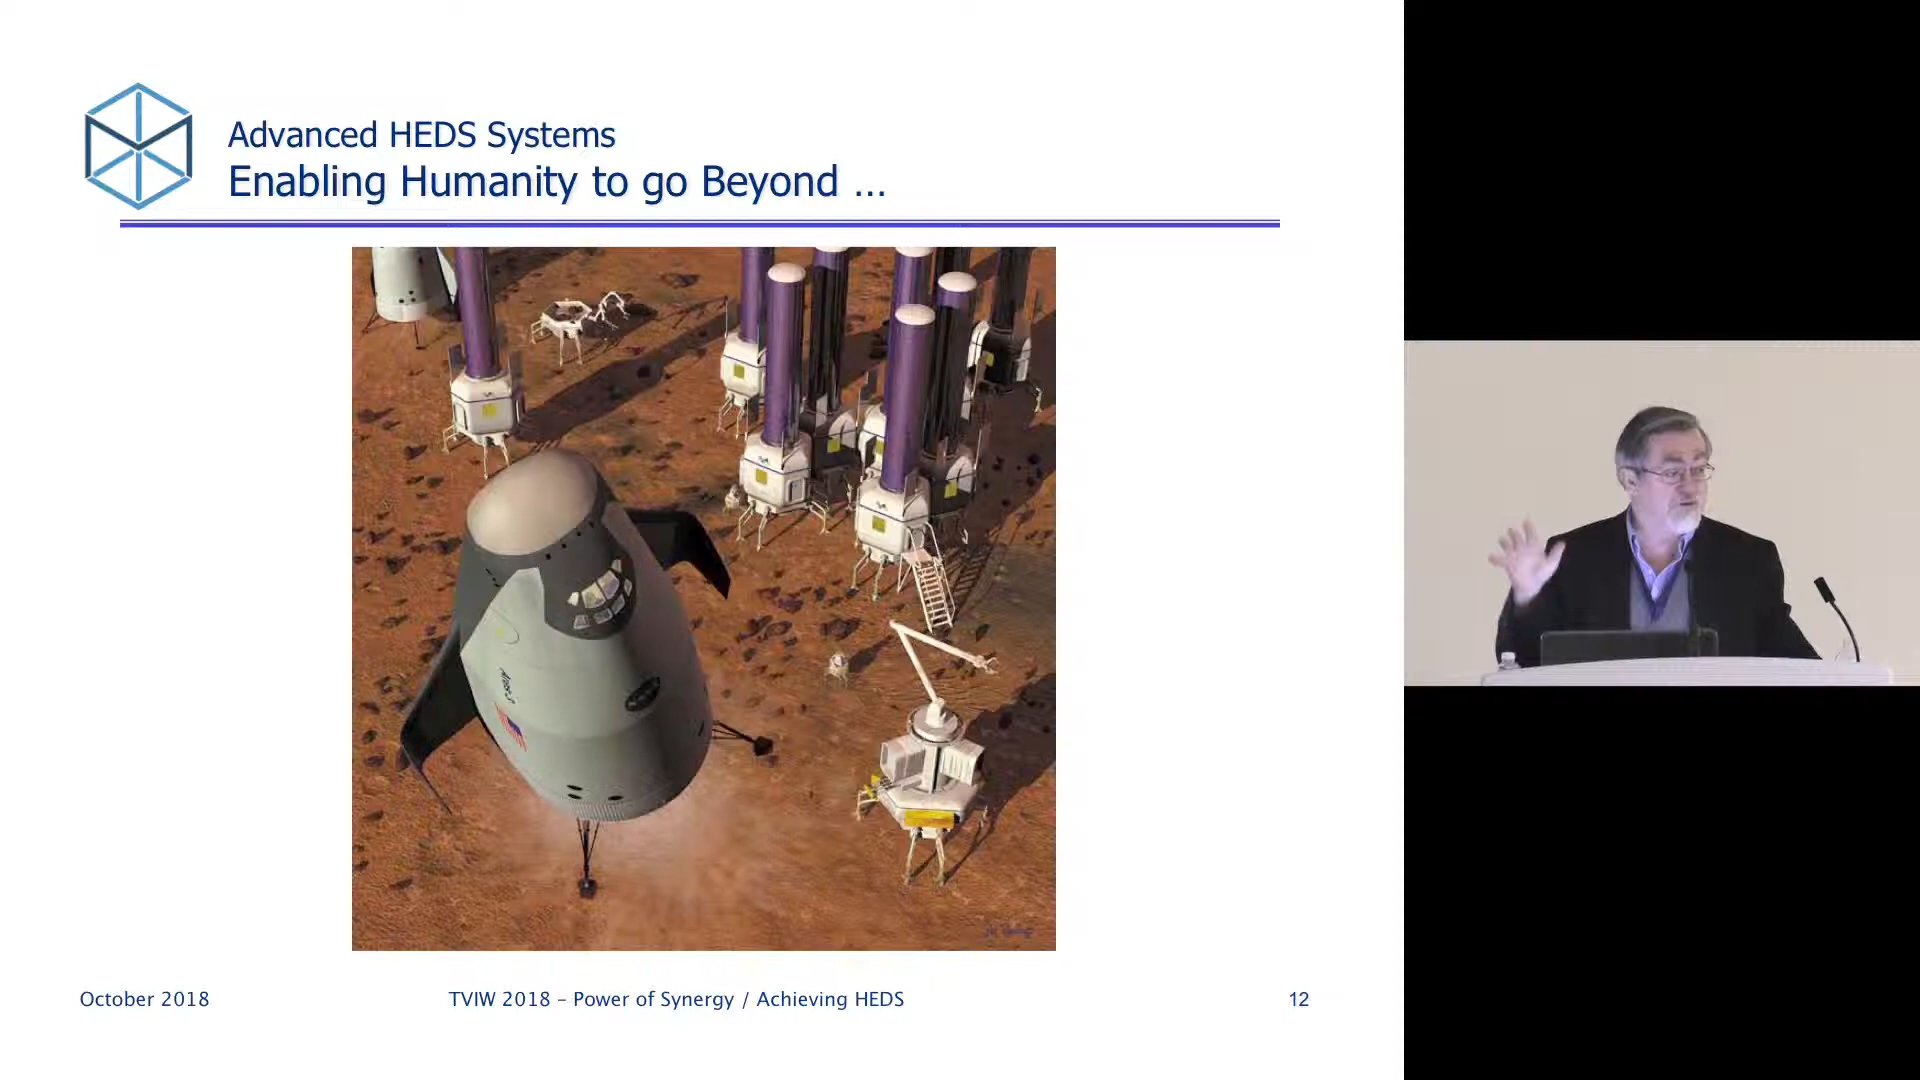 Advanced HEDS Systems
Enabling Humanity to go Beyond ...
October 2018
TVIW 2018 – Power of Synergy / Achieving HEDS
12